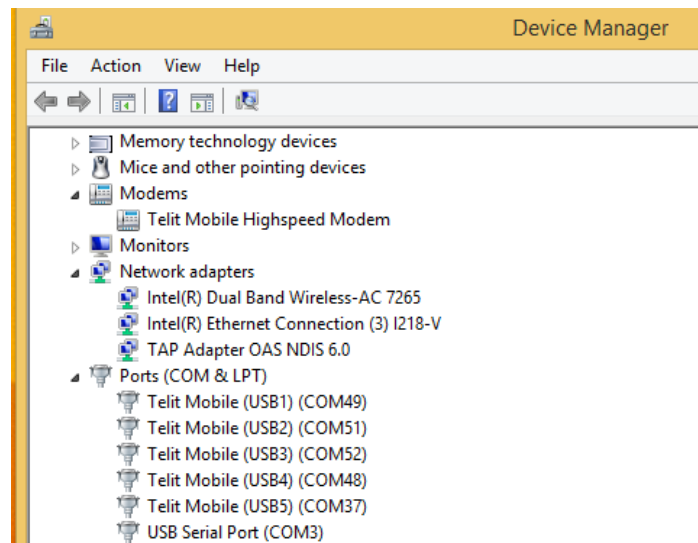 Device Manager
File Action View Help
Memory technology devices
Mice and other pointing devices
Modems
Telit Mobile Highspeed Modem
Monitors
Network adapters
Intel(R) Dual Band Wireless-AC 7265
Intel(R) Ethernet Connection (3) I218-V
TAP Adapter OAS NDIS 6.0
Ports (COM & LPT)
Telit Mobile (USB1) (COM49)
Telit Mobile (USB2) (COM51)
Telit Mobile (USB3) (COM52)
Telit Mobile (USB4) (COM48)
Telit Mobile (USB5) (COM37)
USB Serial Port (COM3)